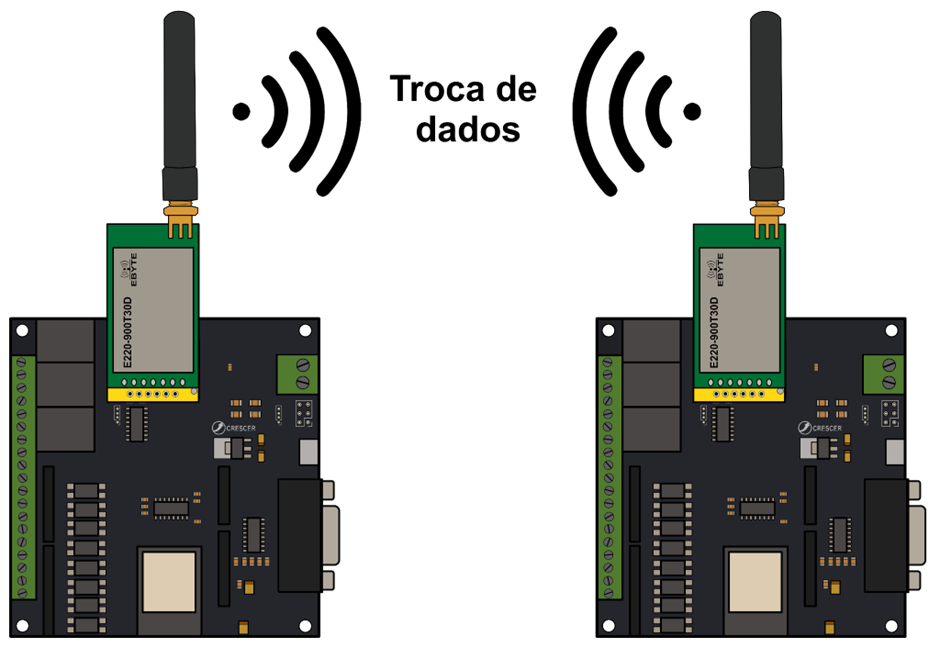 Troca de
dados
EBYTE
E220-900T30D
EBYTE
E220-900T30D
CRESCER
CRESCER